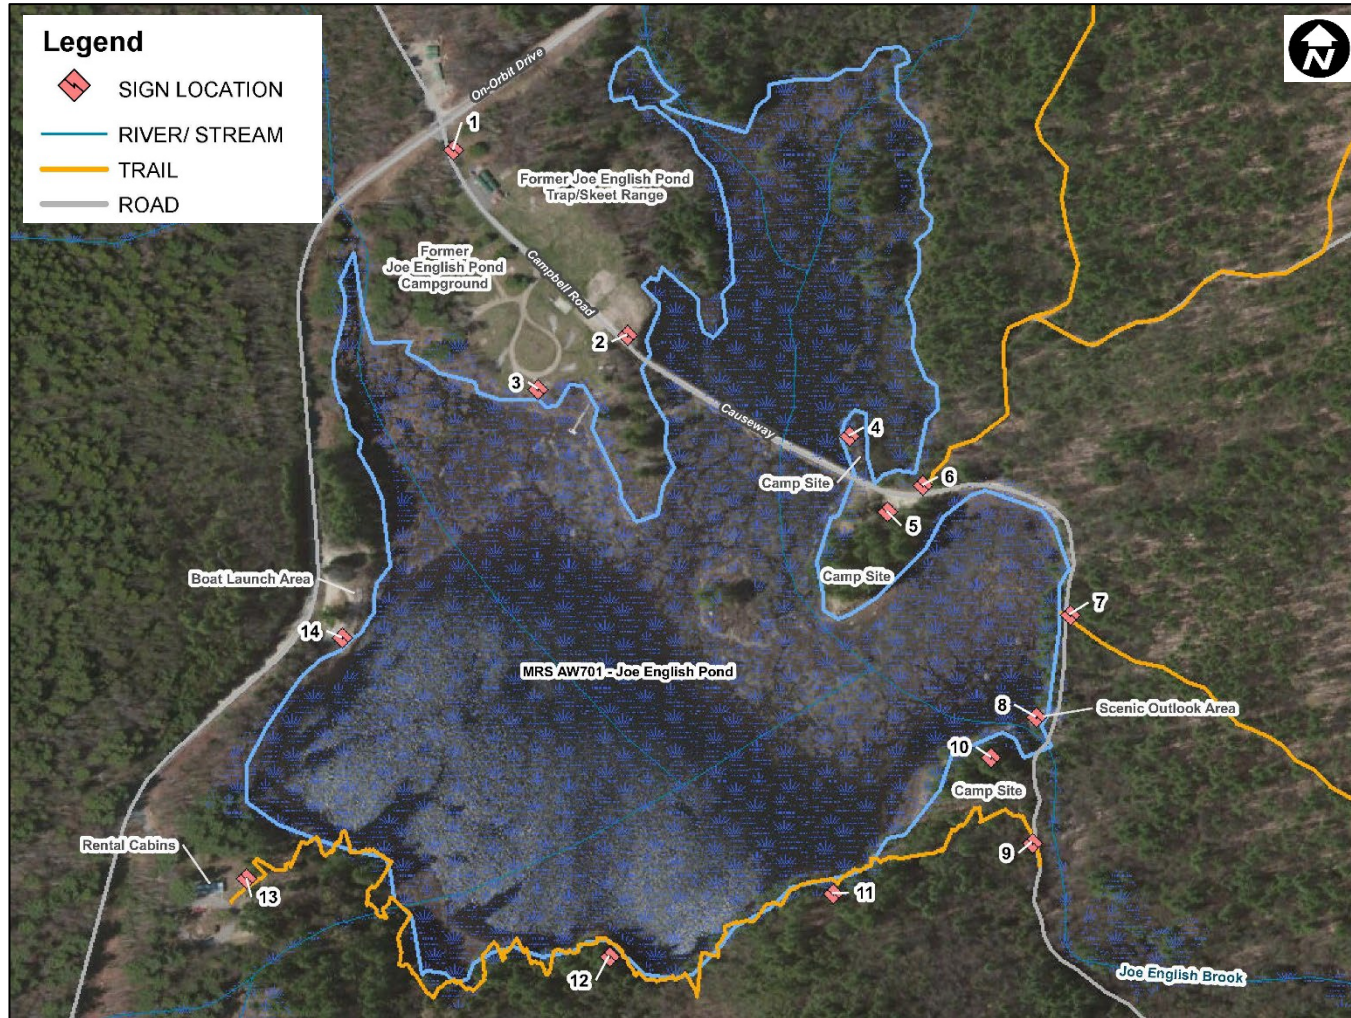 Legend
SIGN LOCATION
RIVER/ STREAM
TRAIL
ROAD
N
On-Orbit Drive
1
Former Joe English Pond
Trap/Skeet Range
Former
Joe English Pond
Campground
Campbell Road
2
3
Causeway
4
Camp Site
6
5
Camp Site
Boat Launch Area
7
14
MRS AW701 - Joe English Pond
8
Scenic Outlook Area
10
Camp Site
Rental Cabins
9
13
11
12
Joe English Brook